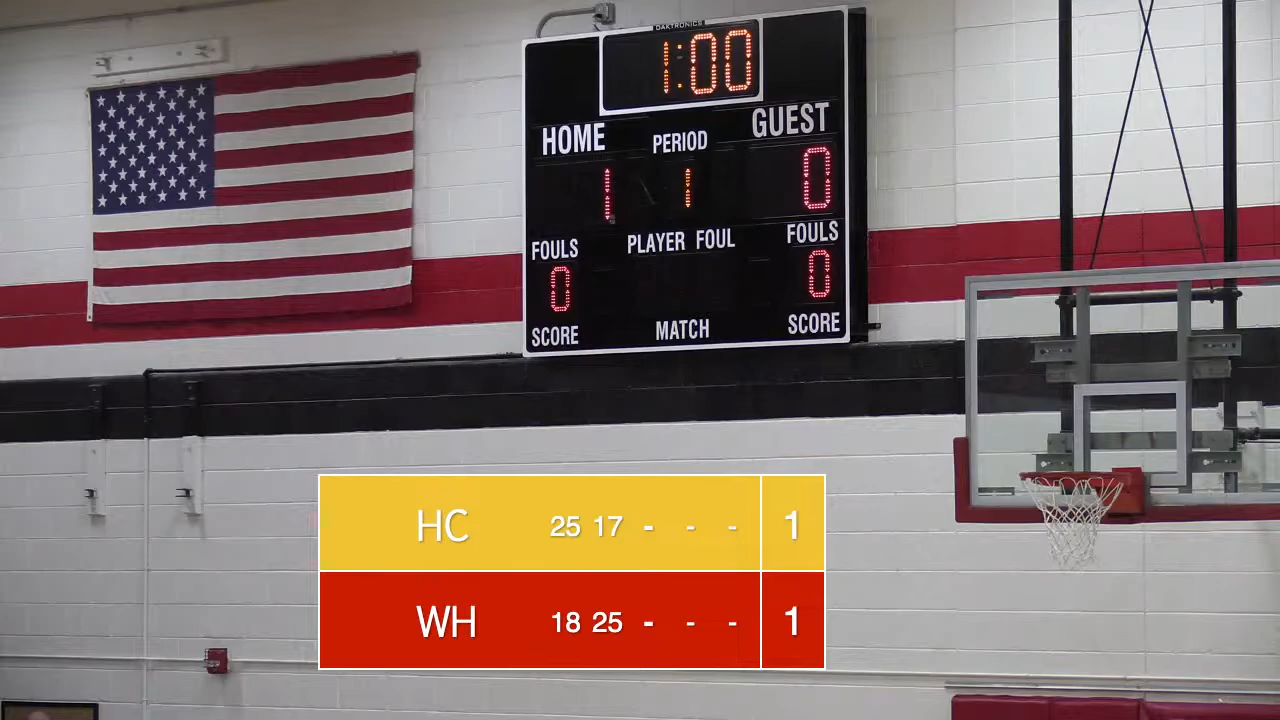 DAKTRONICS
1:00
HOME PERIOD GUEST
1 1 0
FOULS PLAYER FOUL FOULS
0 0
SCORE MATCH SCORE
HC 25 17 - - - 1
WH 18 25 - - - 1